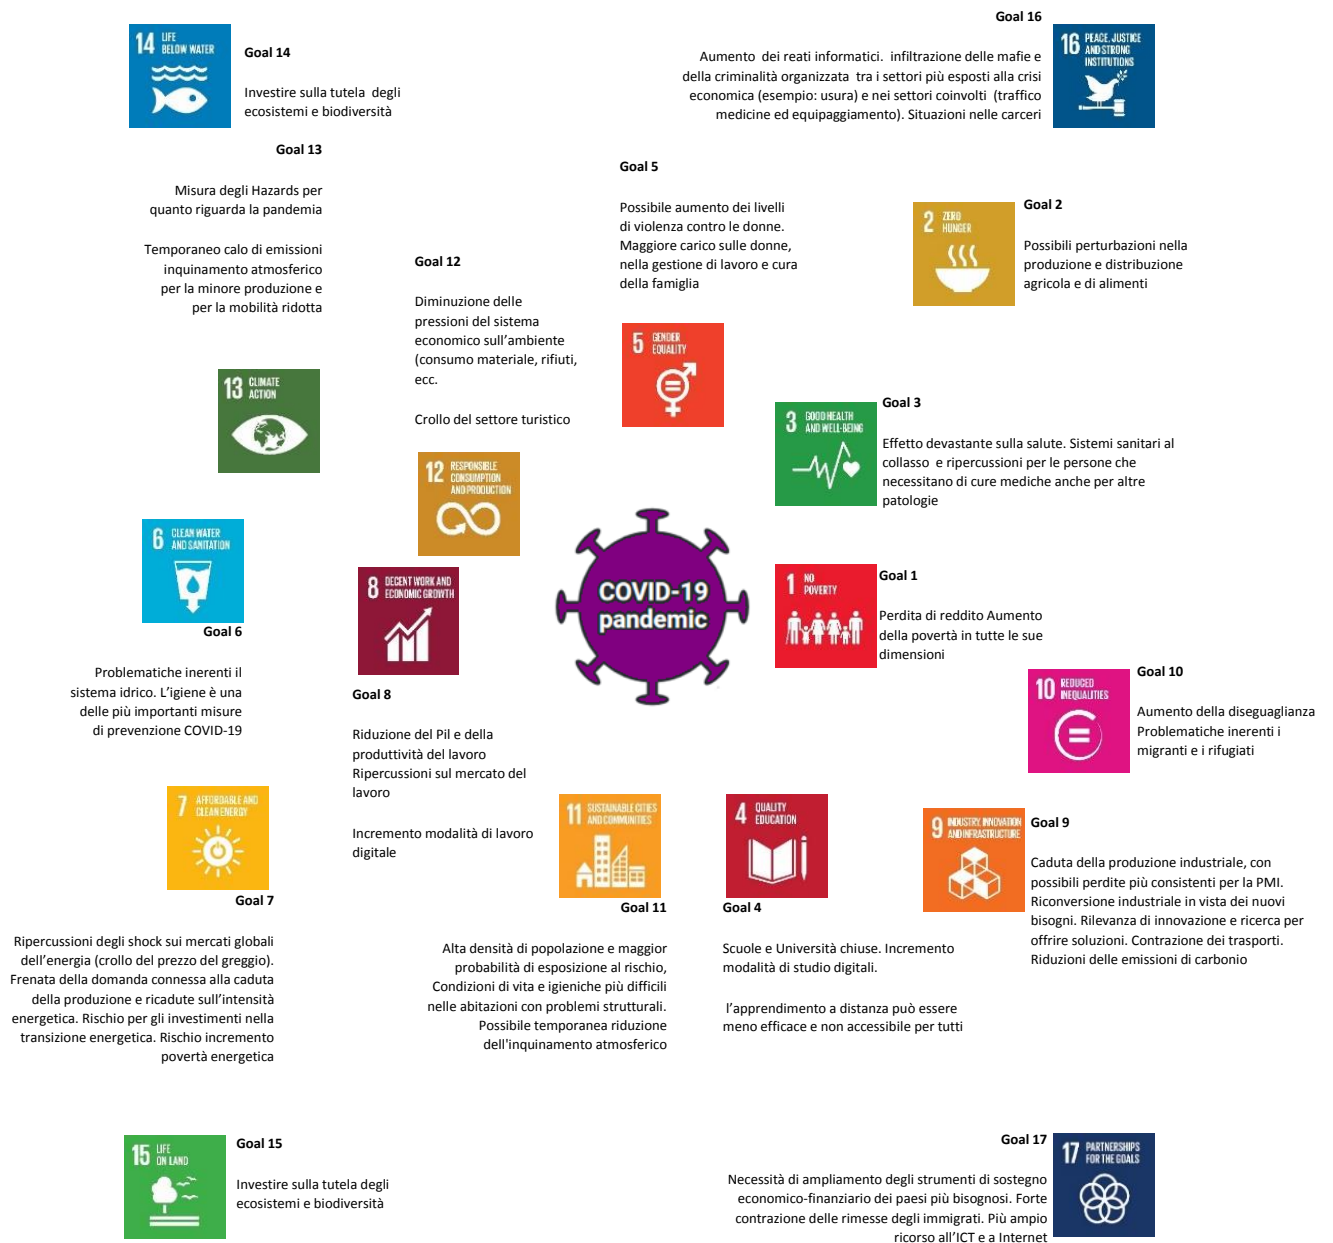 14 LIFE
BELOW WATER
Goal 14
Investire sulla tutela degli
ecosistemi e biodiversità
Goal 16
Aumento dei reati informatici. infiltrazione delle mafie e
della criminalità organizzata tra i settori più esposti alla crisi
economica (esempio: usura) e nei settori coinvolti (traffico
medicine ed equipaggiamento). Situazioni nelle carceri
16 PEACE, JUSTICE
AND STRONG
INSTITUTIONS
Goal 13
Misura degli Hazards per
quanto riguarda la pandemia
Temporaneo calo di emissioni
inquinamento atmosferico
per la minore produzione e
per la mobilità ridotta
13 CLIMATE
ACTION
Goal 12
Diminuzione delle
pressioni del sistema
economico sull'ambiente
(consumo materiale, rifiuti,
ecc.
Crollo del settore turistico
12 RESPONSIBLE
CONSUMPTION
AND PRODUCTION
Goal 5
Possibile aumento dei livelli
di violenza contro le donne.
Maggiore carico sulle donne,
nella gestione di lavoro e cura
della famiglia
5 GENDER
EQUALITY
2 ZERO
HUNGER
Goal 2
Possibili perturbazioni nella
produzione e distribuzione
agricola e di alimenti
3 GOOD HEALTH
AND WELL-BEING
Goal 3
Effetto devastante sulla salute. Sistemi sanitari al
collasso e ripercussioni per le persone che
necessitano di cure mediche anche per altre
patologie
6 CLEAN WATER
AND SANITATION
Goal 6
Problematiche inerenti il
sistema idrico. L'igiene è una
delle più importanti misure
di prevenzione COVID-19
8 DECENT WORK AND
ECONOMIC GROWTH
Goal 8
Riduzione del Pil e della
produttività del lavoro
Ripercussioni sul mercato del
lavoro
Incremento modalità di lavoro
digitale
COVID-19
pandemic
1 NO
POVERTY
Goal 1
Perdita di reddito Aumento
della povertà in tutte le sue
dimensioni
10 REDUCED
INEQUALITIES
Goal 10
Aumento della diseguaglianza
Problematiche inerenti i
migranti e i rifugiati
7 AFFORDABLE AND
CLEAN ENERGY
Goal 7
Ripercussioni degli shock sui mercati globali
dell'energia (crollo del prezzo del greggio).
Frenata della domanda connessa alla caduta
della produzione e ricadute sull'intensità
energetica. Rischio per gli investimenti nella
transizione energetica. Rischio incremento
povertà energetica
11 SUSTAINABLE CITIES
AND COMMUNITIES
Goal 11
Alta densità di popolazione e maggior
probabilità di esposizione al rischio,
Condizioni di vita e igieniche più difficili
nelle abitazioni con problemi strutturali.
Possibile temporanea riduzione
dell'inquinamento atmosferico
4 QUALITY
EDUCATION
Goal 4
Scuole e Università chiuse. Incremento
modalità di studio digitali.
l'apprendimento a distanza può essere
meno efficace e non accessibile per tutti
9 INDUSTRY, INNOVATION
AND INFRASTRUCTURE
Goal 9
Caduta della produzione industriale, con
possibili perdite più consistenti per la PMI.
Riconversione industriale in vista dei nuovi
bisogni. Rilevanza di innovazione e ricerca per
offrire soluzioni. Contrazione dei trasporti.
Riduzioni delle emissioni di carbonio
15 LIFE
ON LAND
Goal 15
Investire sulla tutela degli
ecosistemi e biodiversità
Goal 17
Necessità di ampliamento degli strumenti di sostegno
economico-finanziario dei paesi più bisognosi. Forte
contrazione delle rimesse degli immigrati. Più ampio
ricorso all'ICT e a Internet
17 PARTNERSHIPS
FOR THE GOALS